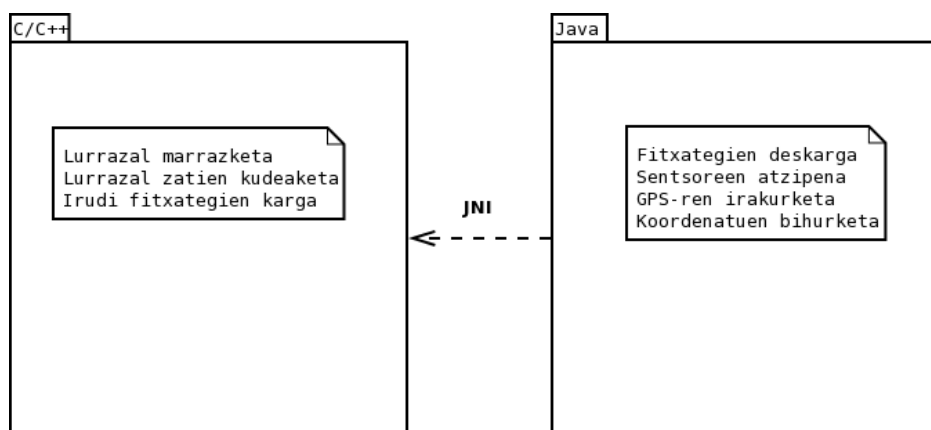 C/C++
Lurrazal marrazketa
Lurrazal zatien kudeaketa
Irudi fitxategien karga
JNI
Java
Fitxategien deskarga
Sentsoreen atzipena
GPS-ren irakurketa
Koordenatuen bihurketa